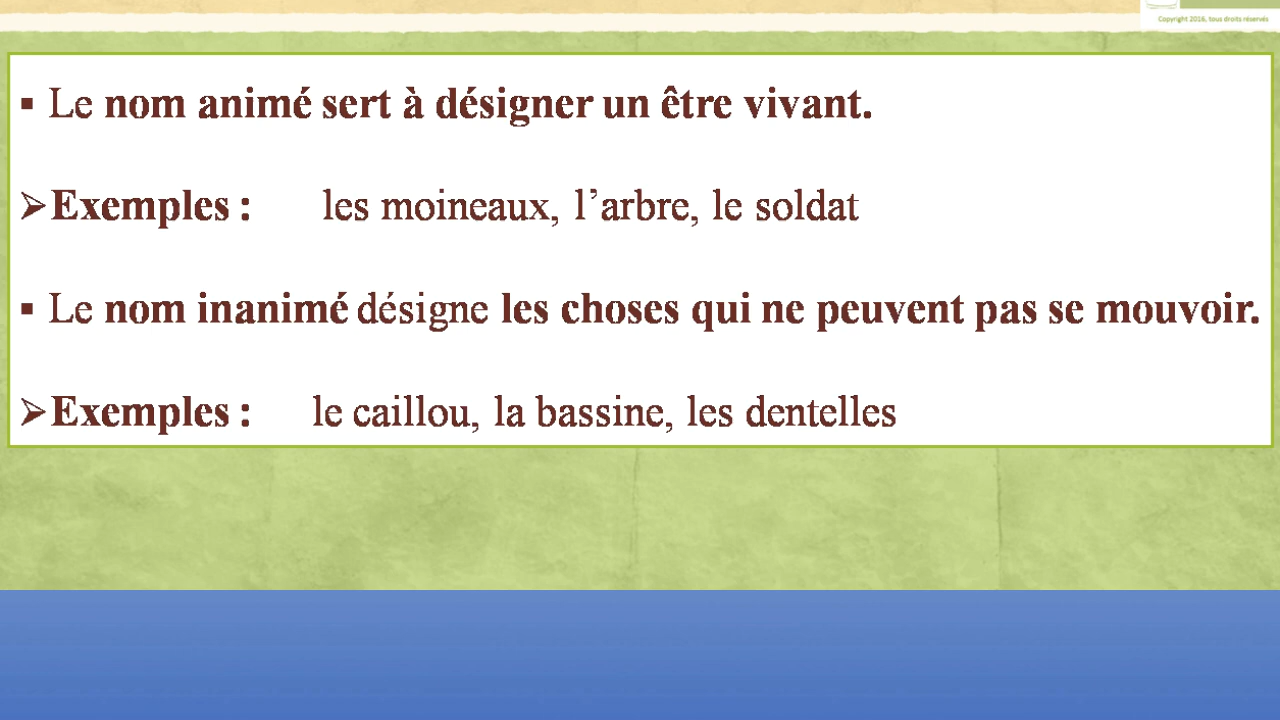 Copyright 2016, tous droits réservés
▪ Le nom animé sert à désigner un être vivant.
➢Exemples : les moineaux, l’arbre, le soldat
▪ Le nom inanimé désigne les choses qui ne peuvent pas se mouvoir.
➢Exemples : le caillou, la bassine, les dentelles